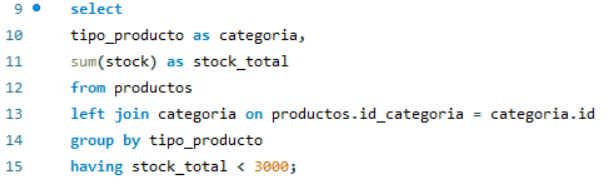 9 select
10 tipo_producto as categoria,
11 sum(stock) as stock_total
12 from productos
13 left join categoria on productos.id_categoria = categoria.id
14 group by tipo_producto
15 having stock_total < 3000;